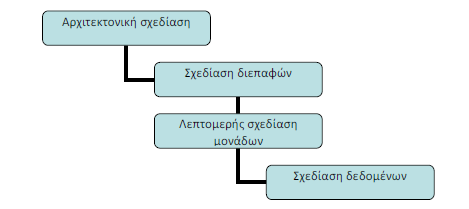 Αρχιτεκτονική σχεδίαση
Σχεδίαση διεπαφών
Λεπτομερής σχεδίαση
μονάδων
Σχεδίαση δεδομένων